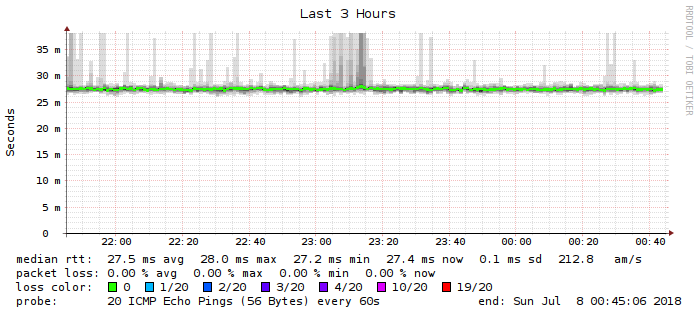 Last 3 Hours
RRDTOOL / TOBI OETIKER
Seconds
35 m
30 m
25 m
20 m
15 m
10 m
5 m
0
22:00 22:20 22:40 23:00 23:20 23:40 00:00 00:20 00:40
median rtt: 27.5 ms avg 28.0 ms max 27.2 ms min 27.4 ms now 0.1 ms sd 212.8 am/s
packet loss: 0.00 % avg 0.00 % max 0.00 % min 0.00 % now
loss color: 0 1/20 2/20 3/20 4/20 10/20 19/20
probe: 20 ICMP Echo Pings (56 Bytes) every 60s end: Sun Jul 8 00:45:06 2018